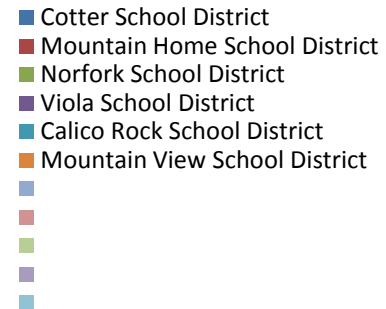 Cotter School District
Mountain Home School District
Norfork School District
Viola School District
Calico Rock School District
Mountain View School District